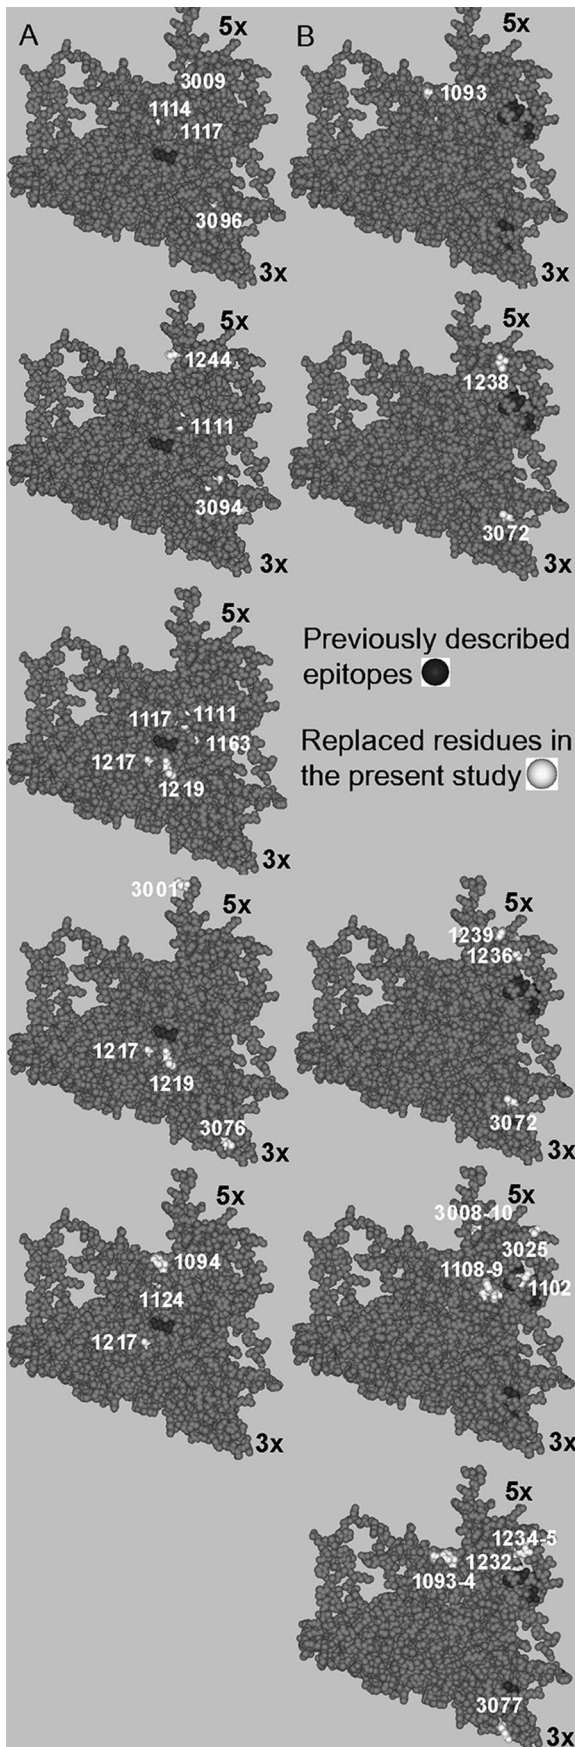 A
5x
3009
1114
1117
3096
3x
B
5x
1093
3x
5x
1244
1111
3094
3x
5x
1238
3072
3x
5x
1117
1111
1163
1217
1219
3x
Previously described
epitopes
Replaced residues in
the present study
3001
5x
1217
1219
3076
3x
5x
1239
1236
3072
3x
5x
1094
1124
1217
3x
5x
3008-10
3025
1108-9
1102
3x
5x
1234-5
1232
1093-4
3077
3x